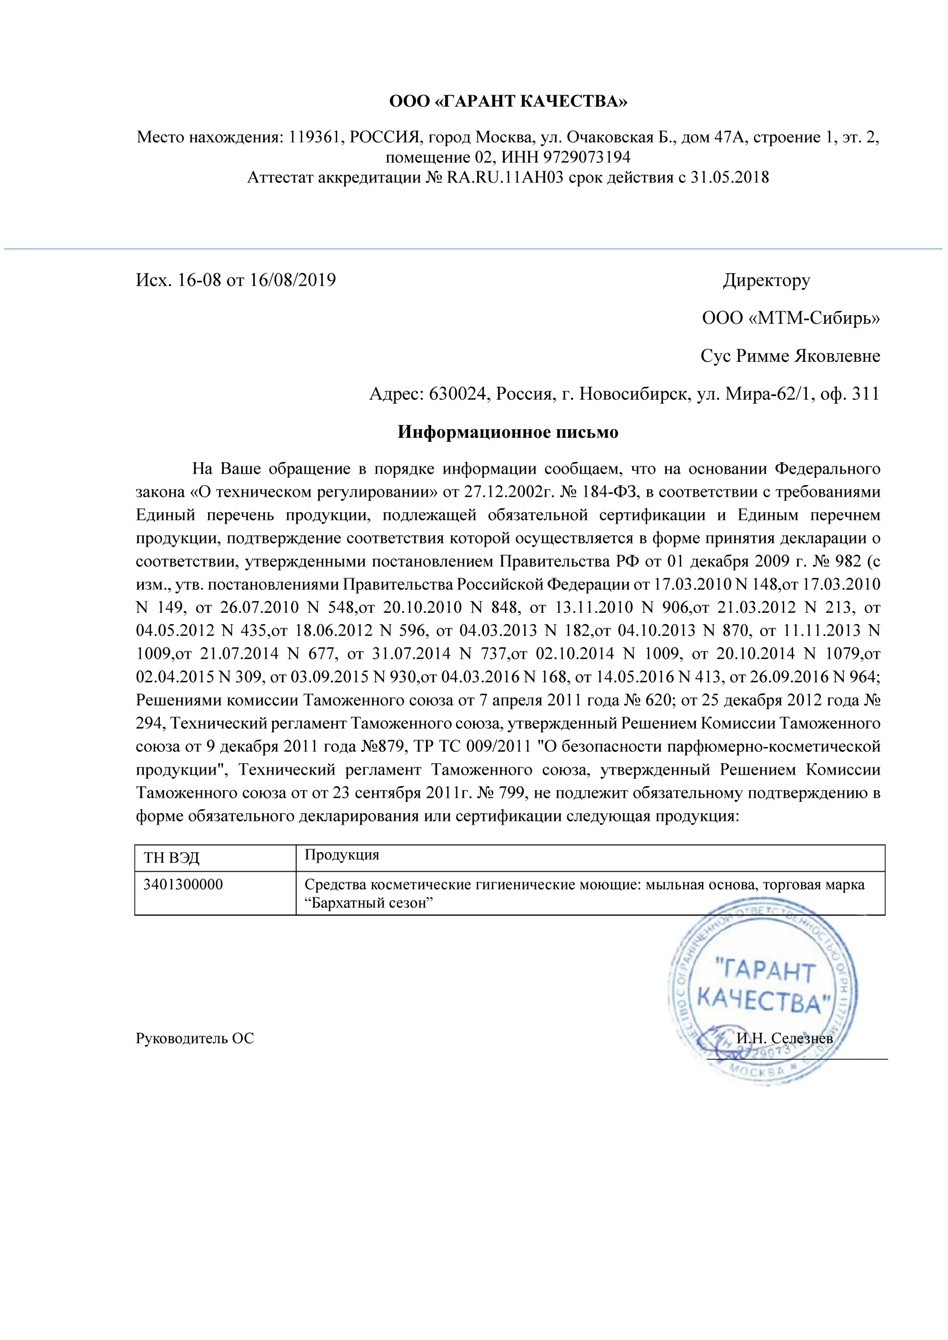 ООО «ГАРАНТ КАЧЕСТВА»
Место нахождения: 119361, РОССИЯ, город Москва, ул. Очаковская Б., дом 47А, строение 1, эт. 2,
помещение 02, ИНН 9729073194
Аттестат аккредитации № RA.RU.11АН03 срок действия с 31.05.2018
Исх. 16-08 от 16/08/2019
Директору
ООО «МТМ-Сибирь»
Сус Римме Яковлевне
Адрес: 630024, Россия, г. Новосибирск, ул. Мира-62/1, оф. 311
Информационное письмо
На Ваше обращение в порядке информации сообщаем, что на основании Федерального
закона «О техническом регулировании» от 27.12.2002г. № 184-ФЗ, в соответствии с требованиями
Единый перечень продукции, подлежащей обязательной сертификации и Единым перечнем
продукции, подтверждение соответствия которой осуществляется в форме принятия декларации о
соответствии, утвержденными постановлением Правительства РФ от 01 декабря 2009 г. № 982 (с
изм., утв. постановлениями Правительства Российской Федерации от 17.03.2010 N 148,от 17.03.2010
N 149, от 26.07.2010 N 548,от 20.10.2010 N 848, от 13.11.2010 N 906,от 21.03.2012 N 213, от
04.05.2012 N 435,от 18.06.2012 N 596, от 04.03.2013 N 182,от 04.10.2013 N 870, от 11.11.2013 N
1009,от 21.07.2014 N 677, от 31.07.2014 N 737,от 02.10.2014 N 1009, от 20.10.2014 N 1079,от
02.04.2015 N 309, от 03.09.2015 N 930,от 04.03.2016 N 168, от 14.05.2016 N 413, от 26.09.2016 N 964;
Решениями комиссии Таможенного союза от 7 апреля 2011 года № 620; от 25 декабря 2012 года №
294, Технический регламент Таможенного союза, утвержденный Решением Комиссии Таможенного
союза от 9 декабря 2011 года №879, ТР ТС 009/2011 "О безопасности парфюмерно-косметической
продукции", Технический регламент Таможенного союза, утвержденный Решением Комиссии
Таможенного союза от от 23 сентября 2011г. № 799, не подлежит обязательному подтверждению в
форме обязательного декларирования или сертификации следующая продукция:
ТН ВЭД
Продукция
3401300000
Средства косметические гигиенические моющие: мыльная основа, торговая марка
“Бархатный сезон”
"ГАРАНТ
КАЧЕСТВА"
С ОГРАНИЧЕННОЙ ОТВЕТСТВЕННОСТЬЮ ОГРН
МОСКВА
ИНН
Руководитель ОС
И.Н. Селезнев